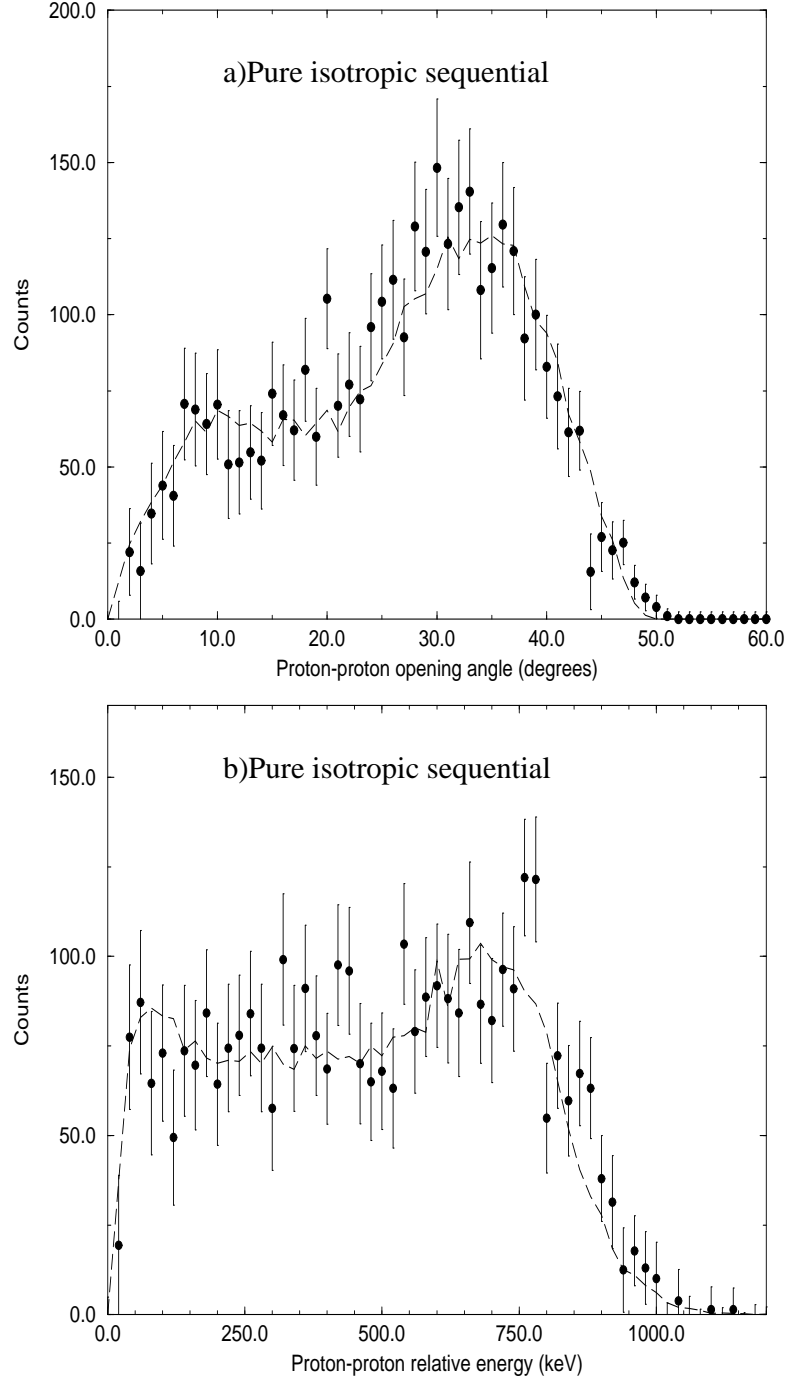 200.0
a)Pure isotropic sequential
150.0
Counts
100.0
50.0
0.0
0.0 10.0 20.0 30.0 40.0 50.0 60.0
Proton-proton opening angle (degrees)
b)Pure isotropic sequential
150.0
Counts
100.0
50.0
0.0
0.0 250.0 500.0 750.0 1000.0
Proton-proton relative energy (keV)